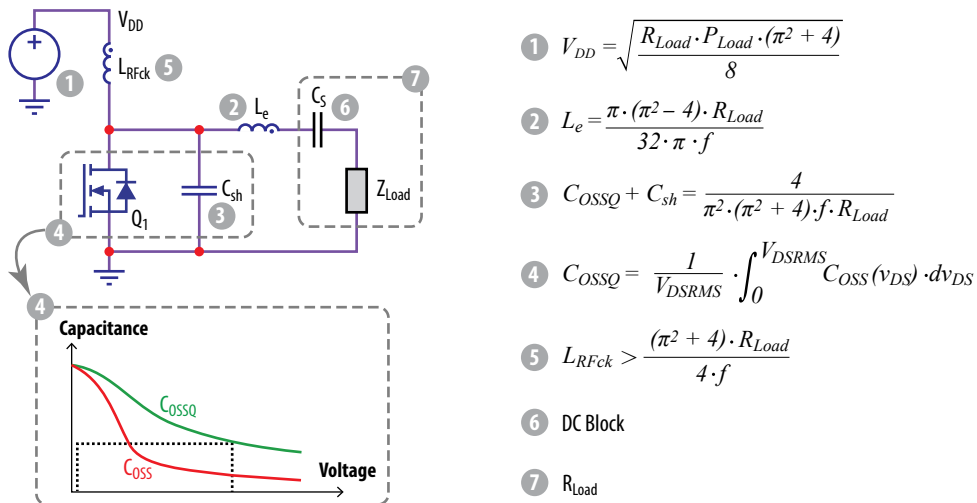 V_DD
1
L_RFck 5
2
L_e
C_s
6
7
Z_Load
Q_1
C_sh
3
4
4
Capacitance
C_OSSQ
C_OSS
Voltage
1 V_DD = √(R_Load · P_Load · (π² + 4) / 8)
2 L_e = π · (π² – 4) · R_Load / 32 · π · f
3 C_OSSQ + C_sh = 4 / π² · (π² + 4) · f · R_Load
4 C_OSSQ = 1 / V_DSRMS · ∫_0^V_DSRMS C_OSS (v_DS) · dv_DS
5 L_RFck > (π² + 4) · R_Load / 4 · f
6 DC Block
7 R_Load